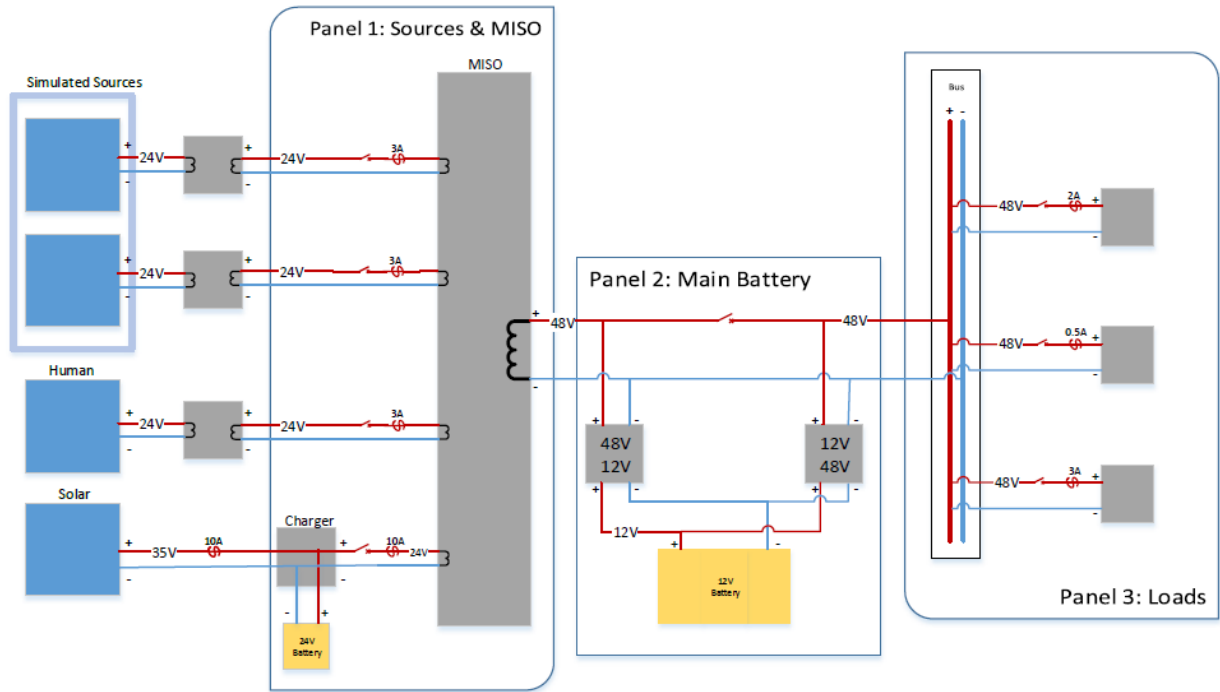 Panel 1: Sources & MISO
MISO
Simulated Sources
+ 24V -
+ 24V 3A -
+ 24V -
+ 24V 3A -
Human
+ 24V -
+ 24V 3A -
Solar
+ 35V 10A -
Charger
+ 10A 24V -
- +
24V
Battery
+ 48V -
Panel 2: Main Battery
48V
+ -
48V
12V
+ -
+ -
12V
48V
+ -
12V
+ -
12V
Battery
Bus
+ -
48V 2A + -
48V 0.5A + -
48V 3A + -
Panel 3: Loads